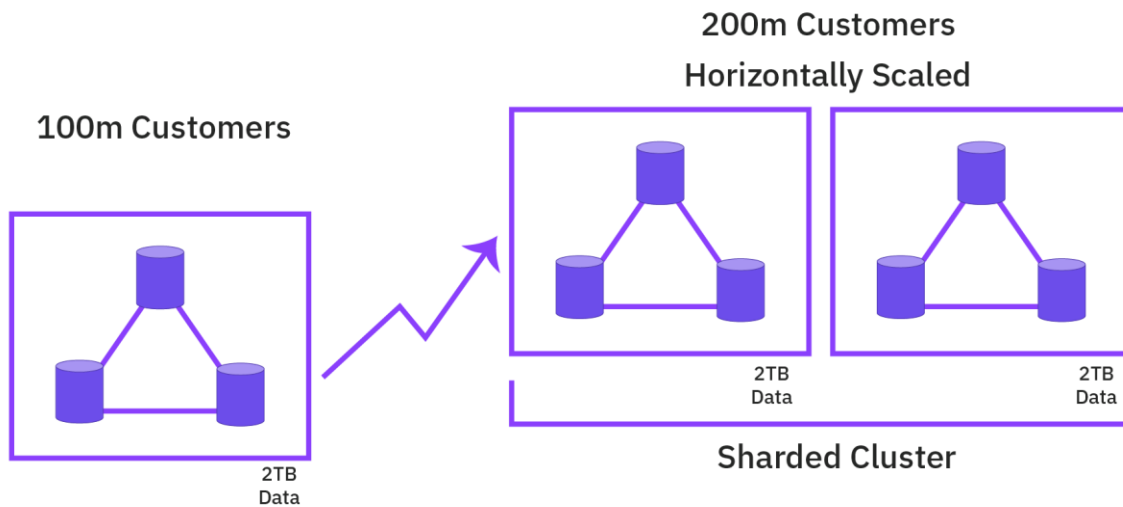 100m Customers
2TB
Data
200m Customers
Horizontally Scaled
2TB
Data
2TB
Data
Sharded Cluster